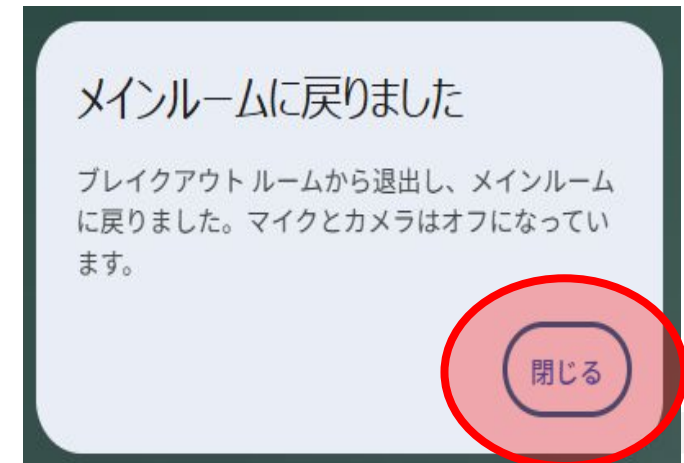 メインルームに戻りました
ブレイクアウト ルームから退出し、メインルーム
に戻りました。マイクとカメラはオフになってい
ます。
閉じる